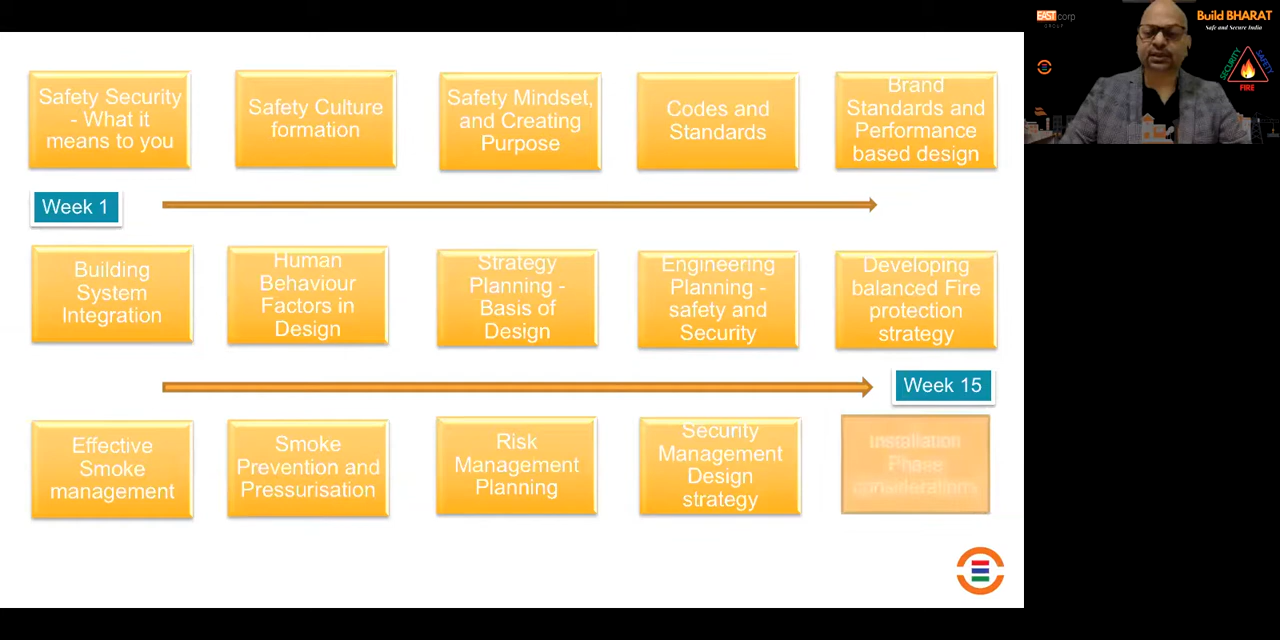 Safety Security
- What it
means to you
Safety Culture
formation
Safety Mindset,
and Creating
Purpose
Codes and
Standards
Brand
Standards and
Performance
based design
Week 1
Building
System
Integration
Human
Behaviour
Factors in
Design
Strategy
Planning -
Basis of
Design
Engineering
Planning -
safety and
Security
Developing
balanced Fire
protection
strategy
Week 15
Effective
Smoke
management
Smoke
Prevention and
Pressurisation
Risk
Management
Planning
Security
Management
Design
strategy
Installation
Phase
considerations
EAST corp
GROUP
Build BHARAT
Safe and Secure India
SECURITY
SAFETY
FIRE